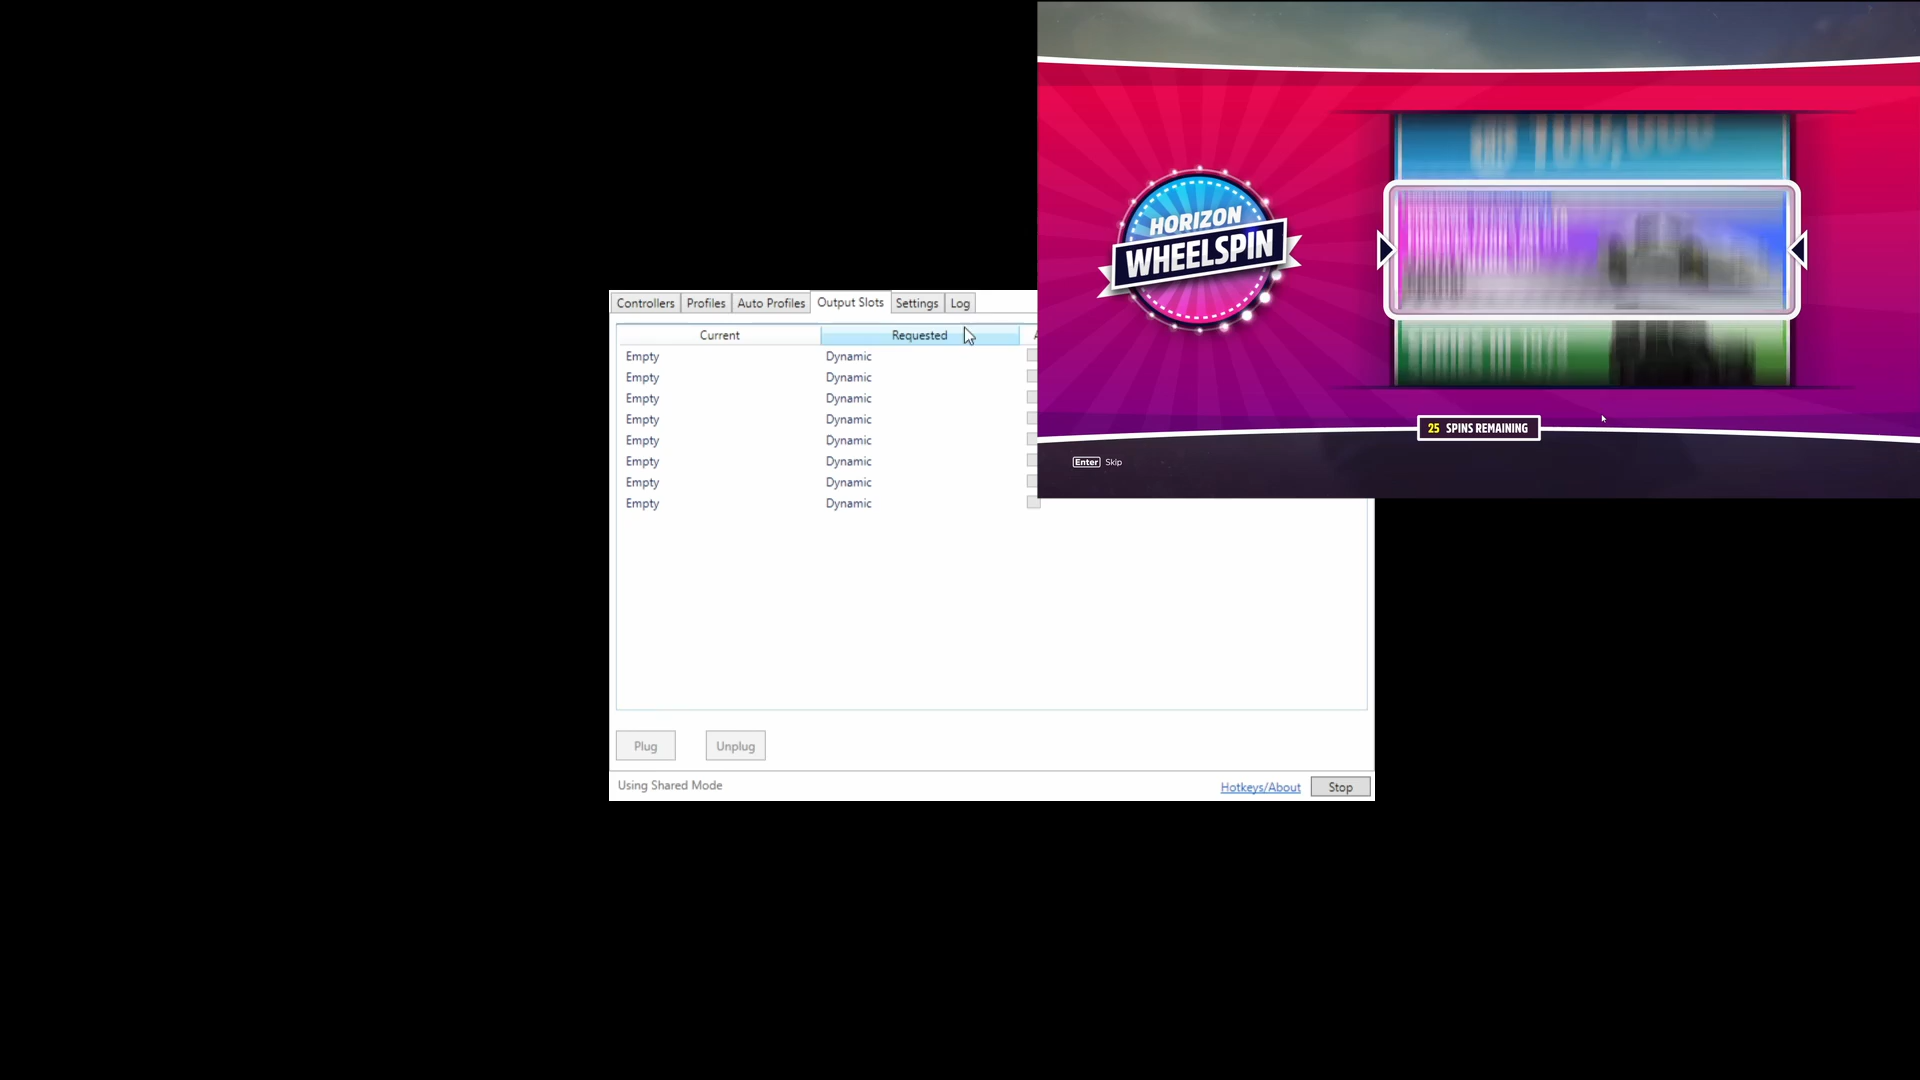 Controllers Profiles Auto Profiles Output Slots Settings Log
Current Requested
Empty Dynamic
Empty Dynamic
Empty Dynamic
Empty Dynamic
Empty Dynamic
Empty Dynamic
Empty Dynamic
Empty Dynamic
Plug Unplug
Using Shared Mode
Hotkeys/About Stop
HORIZON
WHEELSPIN
100,000
25 SPINS REMAINING
Enter Skip